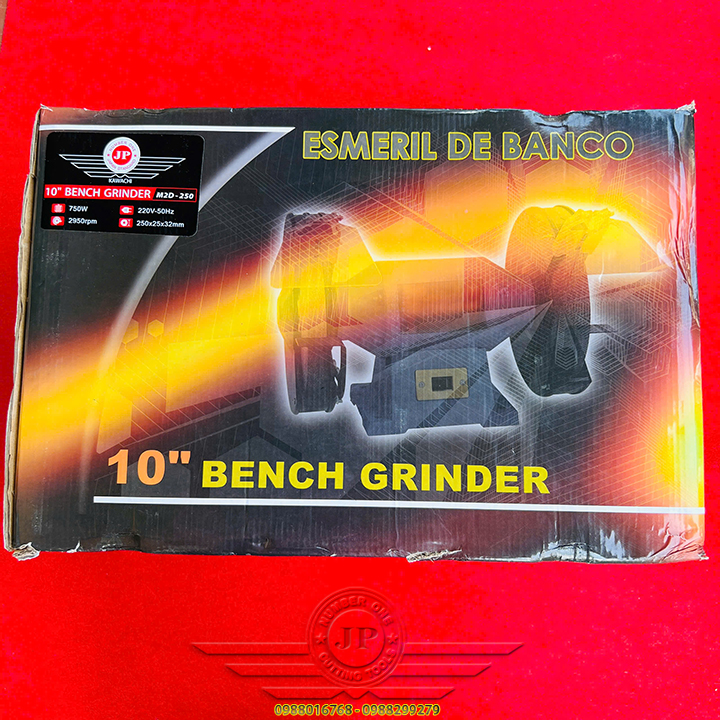 ESMERIL DE BANCO
JP
KAWACHI
10" BENCH GRINDER M2D-250
750W
220V-50Hz
2950rpm
250x25x32mm
10" BENCH GRINDER
NUMBER ONE
JP
CUTTING TOOLS
0988016768 - 0988299279